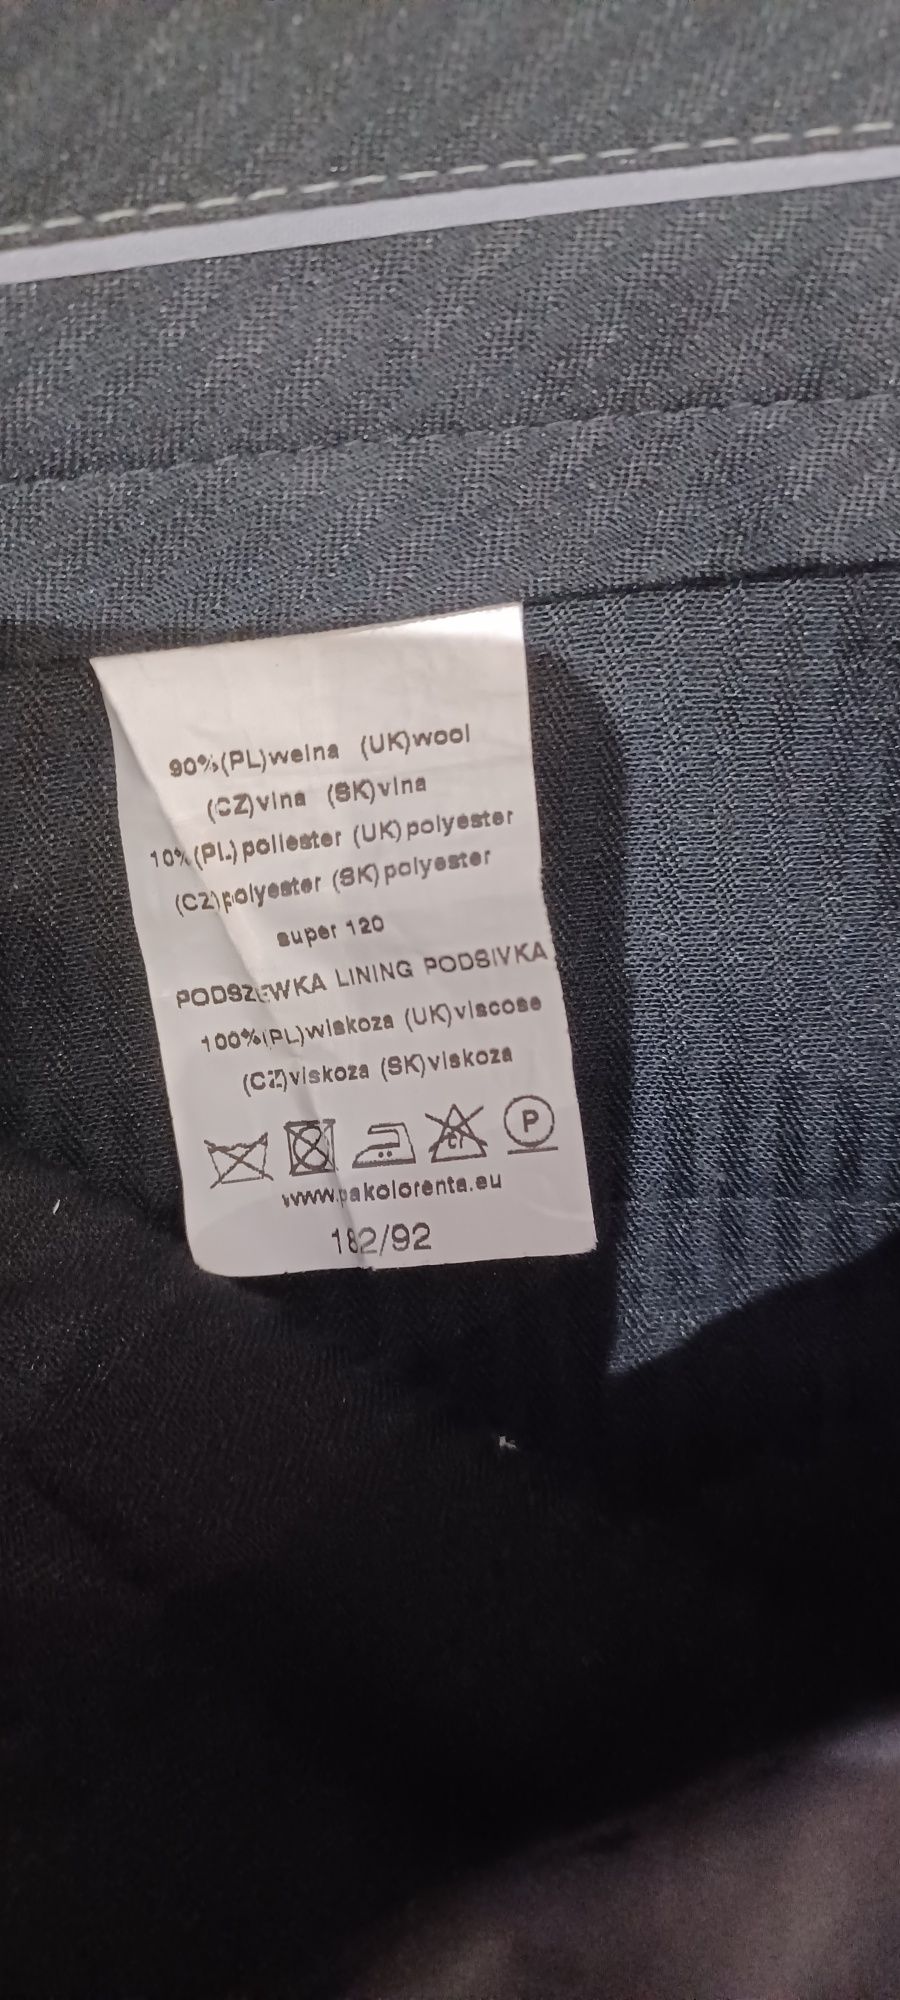 90%(PL)wełna (UK)wool
(CZ)vlna (SK)vlna
10%(PL)poliester (UK)polyester
(CZ)polyester (SK)polyester
super 120
PODSZEWKA LINING PODSIVKA
100%(PL)wiskoza (UK)viscose
(CZ)viskoza (SK)viskoza
cl P
www.pakolorenta.eu
182/92